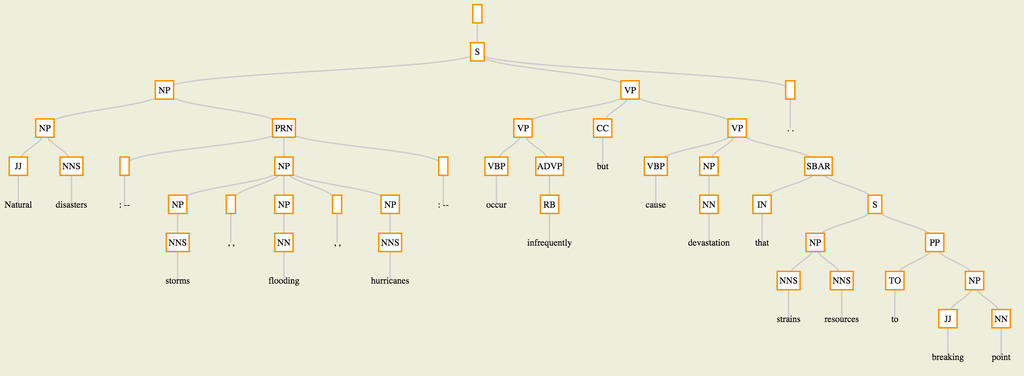 S
NP VP
NP PRN VP CC VP . .
JJ NNS NP VBP ADVP but VBP NP SBAR
Natural disasters : -- NP NP NP : -- occur RB cause NN IN S
NNS , , NN , , NNS infrequently devastation that NP PP
storms flooding hurricanes NNS NNS TO NP
strains resources to JJ NN
breaking point